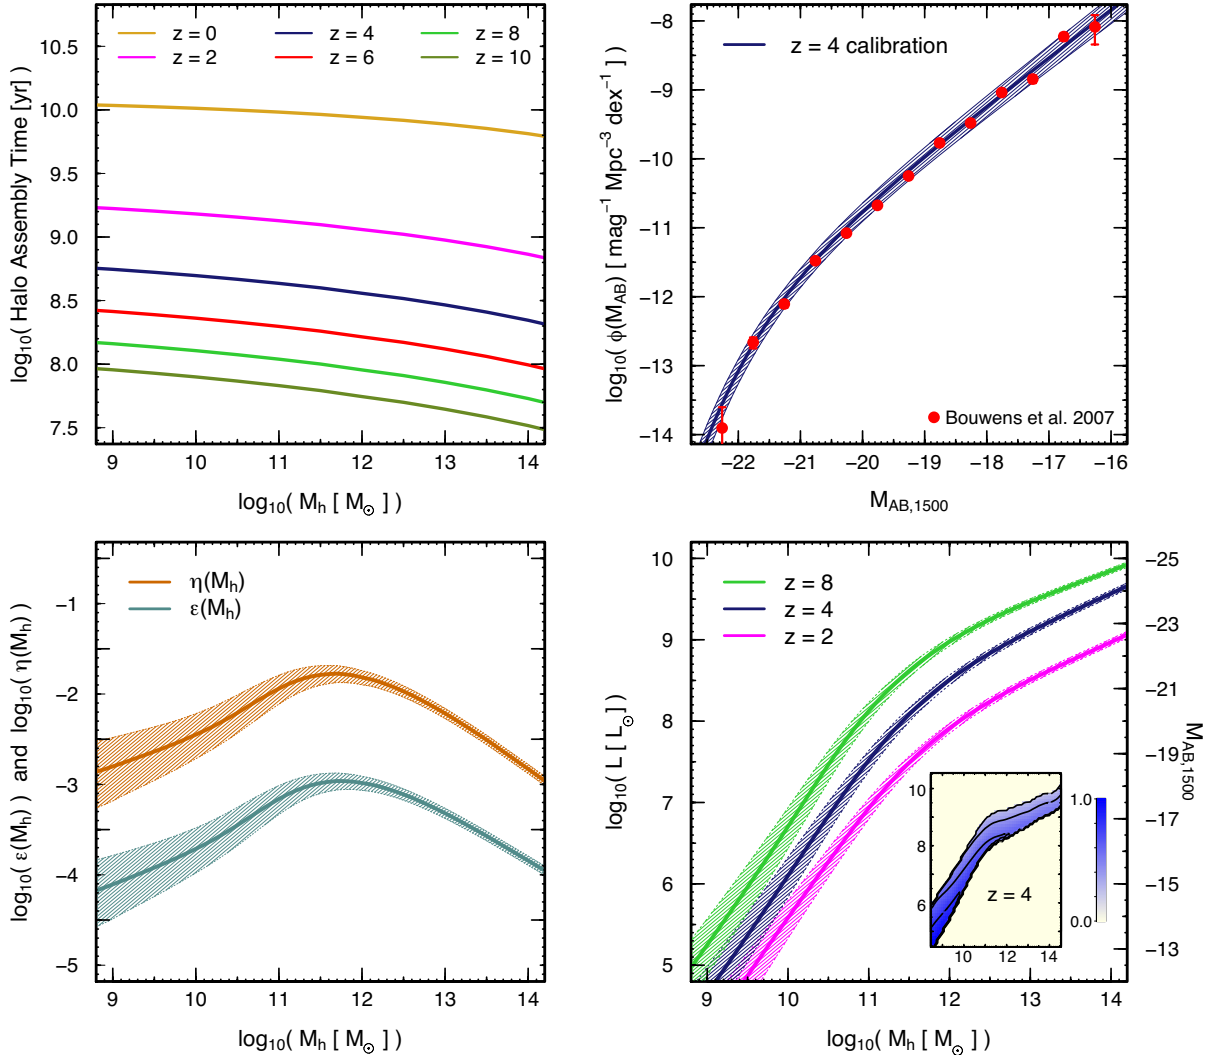 log10( Halo Assembly Time [yr] )
10.5
10.0
9.5
9.0
8.5
8.0
7.5
z = 0
z = 2
z = 4
z = 6
z = 8
z = 10
9 10 11 12 13 14
log10( Mh [ M⊙ ] )
log10( ϕ(MAB) [ mag−1 Mpc−3 dex−1 ] )
−8
−9
−10
−11
−12
−13
−14
z = 4 calibration
Bouwens et al. 2007
−22 −21 −20 −19 −18 −17 −16
MAB,1500
log10( ε(Mh) ) and log10( η(Mh) )
−1
−2
−3
−4
−5
η(Mh)
ε(Mh)
9 10 11 12 13 14
log10( Mh [ M⊙ ] )
log10( L [ L⊙ ] )
10
9
8
7
6
5
z = 8
z = 4
z = 2
10
8
6
z = 4
10 12 14
1.0
0.0
9 10 11 12 13 14
log10( Mh [ M⊙ ] )
−25
−23
−21
−19
−17
−15
−13
MAB,1500